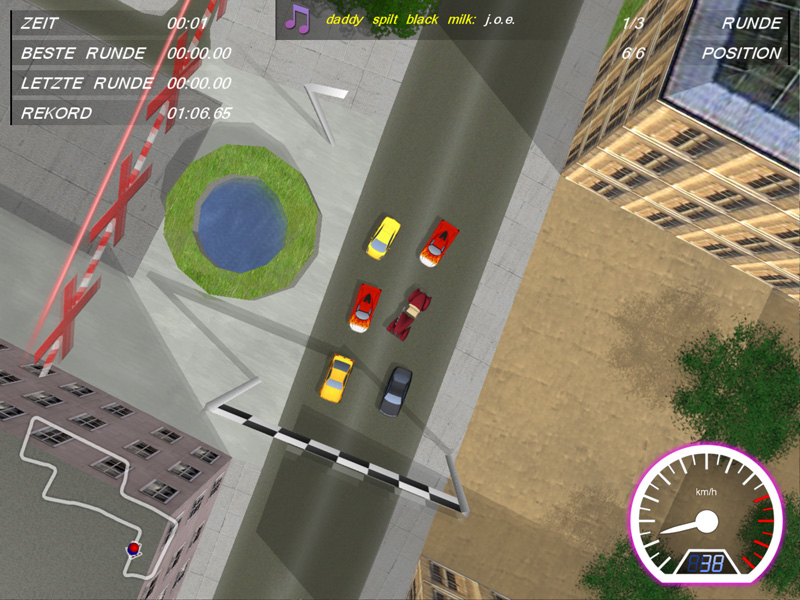 ZEIT 00:01
BESTE RUNDE 00:00.00
LETZTE RUNDE 00:00.00
REKORD 01:06.65
daddy spilt black milk: j.o.e.
1/3 RUNDE
6/6 POSITION
km/h
38